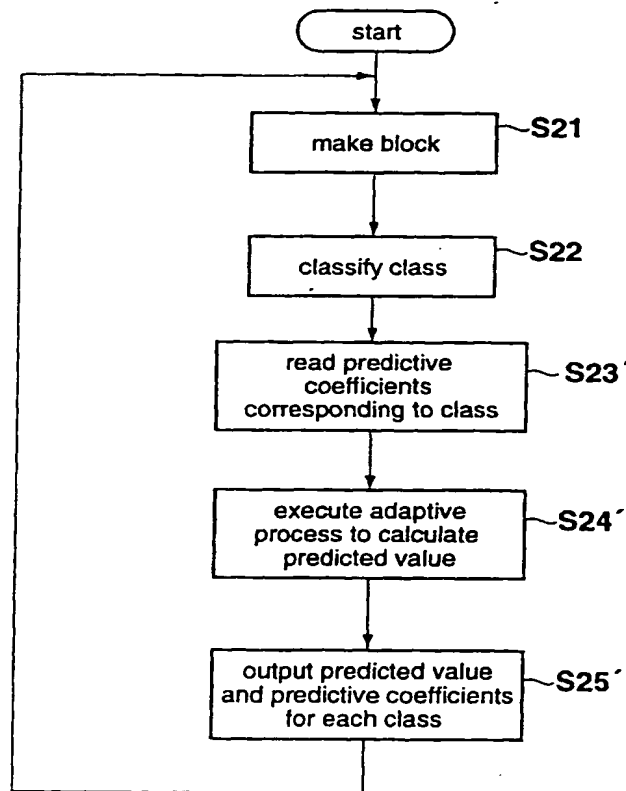 start
make block
S21
classify class
S22
read predictive
coefficients
corresponding to class
S23´
execute adaptive
process to calculate
predicted value
S24´
output predicted value
and predictive coefficients
for each class
S25´